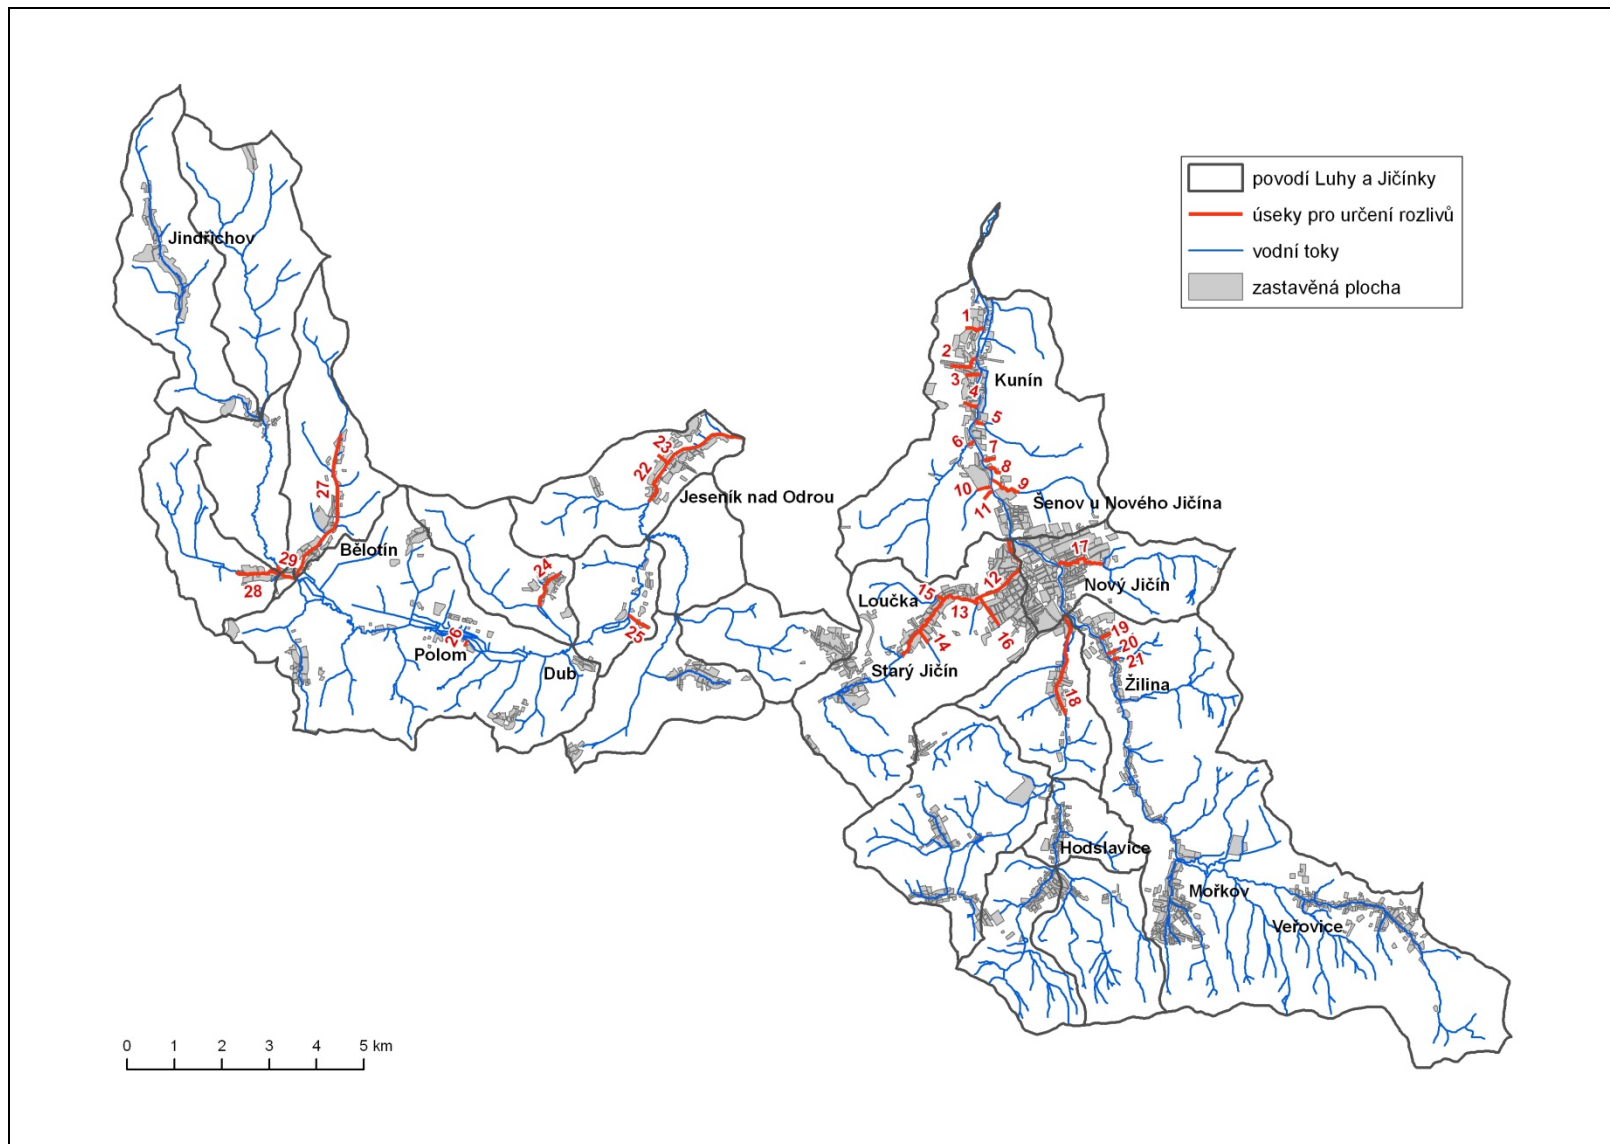 povodí Luhy a Jičínky
úseky pro určení rozlivů
vodní toky
zastavěná plocha
Jindřichov
1
2
3
Kunín
4
5
6
7
8
9
10
11
Šenov u Nového Jičína
23
22
Jeseník nad Odrou
27
29
28
Bělotín
24
25
26
Polom
Dub
17
12
Nový Jičín
15
Loučka
13
14
16
Starý Jičín
19
20
21
Žilina
18
Hodslavice
Mořkov
Veřovice
0 1 2 3 4 5 km